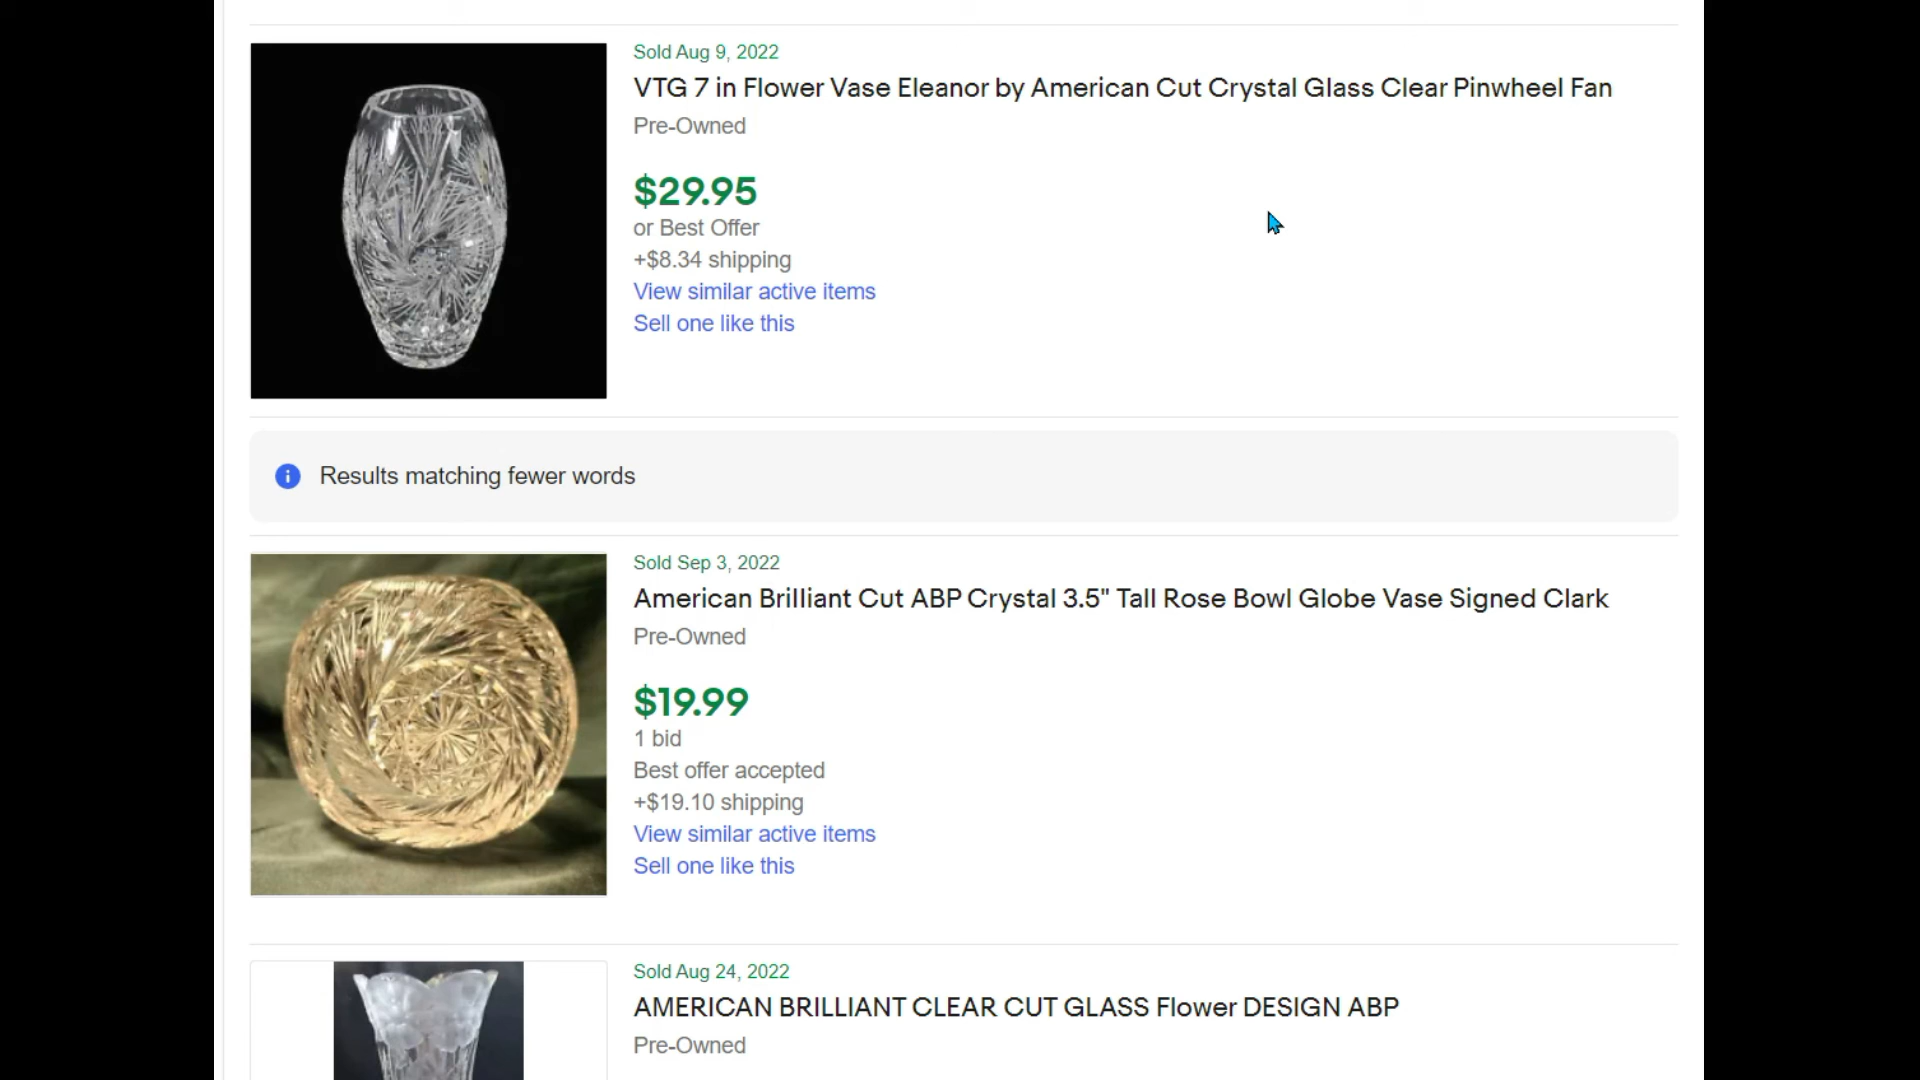 Sold Aug 9, 2022
VTG 7 in Flower Vase Eleanor by American Cut Crystal Glass Clear Pinwheel Fan
Pre-Owned
$29.95
or Best Offer
+$8.34 shipping
View similar active items
Sell one like this
Results matching fewer words
Sold Sep 3, 2022
American Brilliant Cut ABP Crystal 3.5" Tall Rose Bowl Globe Vase Signed Clark
Pre-Owned
$19.99
1 bid
Best offer accepted
+$19.10 shipping
View similar active items
Sell one like this
Sold Aug 24, 2022
AMERICAN BRILLIANT CLEAR CUT GLASS Flower DESIGN ABP
Pre-Owned